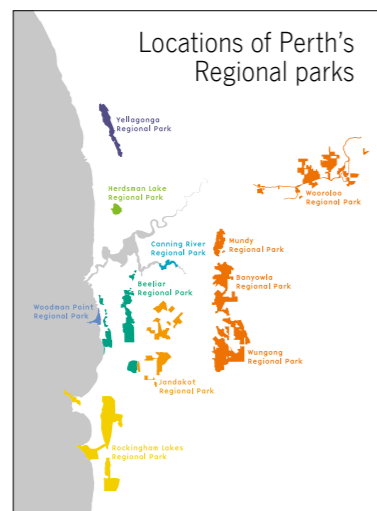 Locations of Perth's
Regional parks
Yellagonga
Regional Park
Herdsman Lake
Regional Park
Wooroloo
Regional Park
Canning River
Regional Park
Mundy
Regional Park
Beeliar
Regional Park
Banyowla
Regional Park
Woodman Point
Regional Park
Wungong
Regional Park
Jandakot
Regional Park
Rockingham Lakes
Regional Park